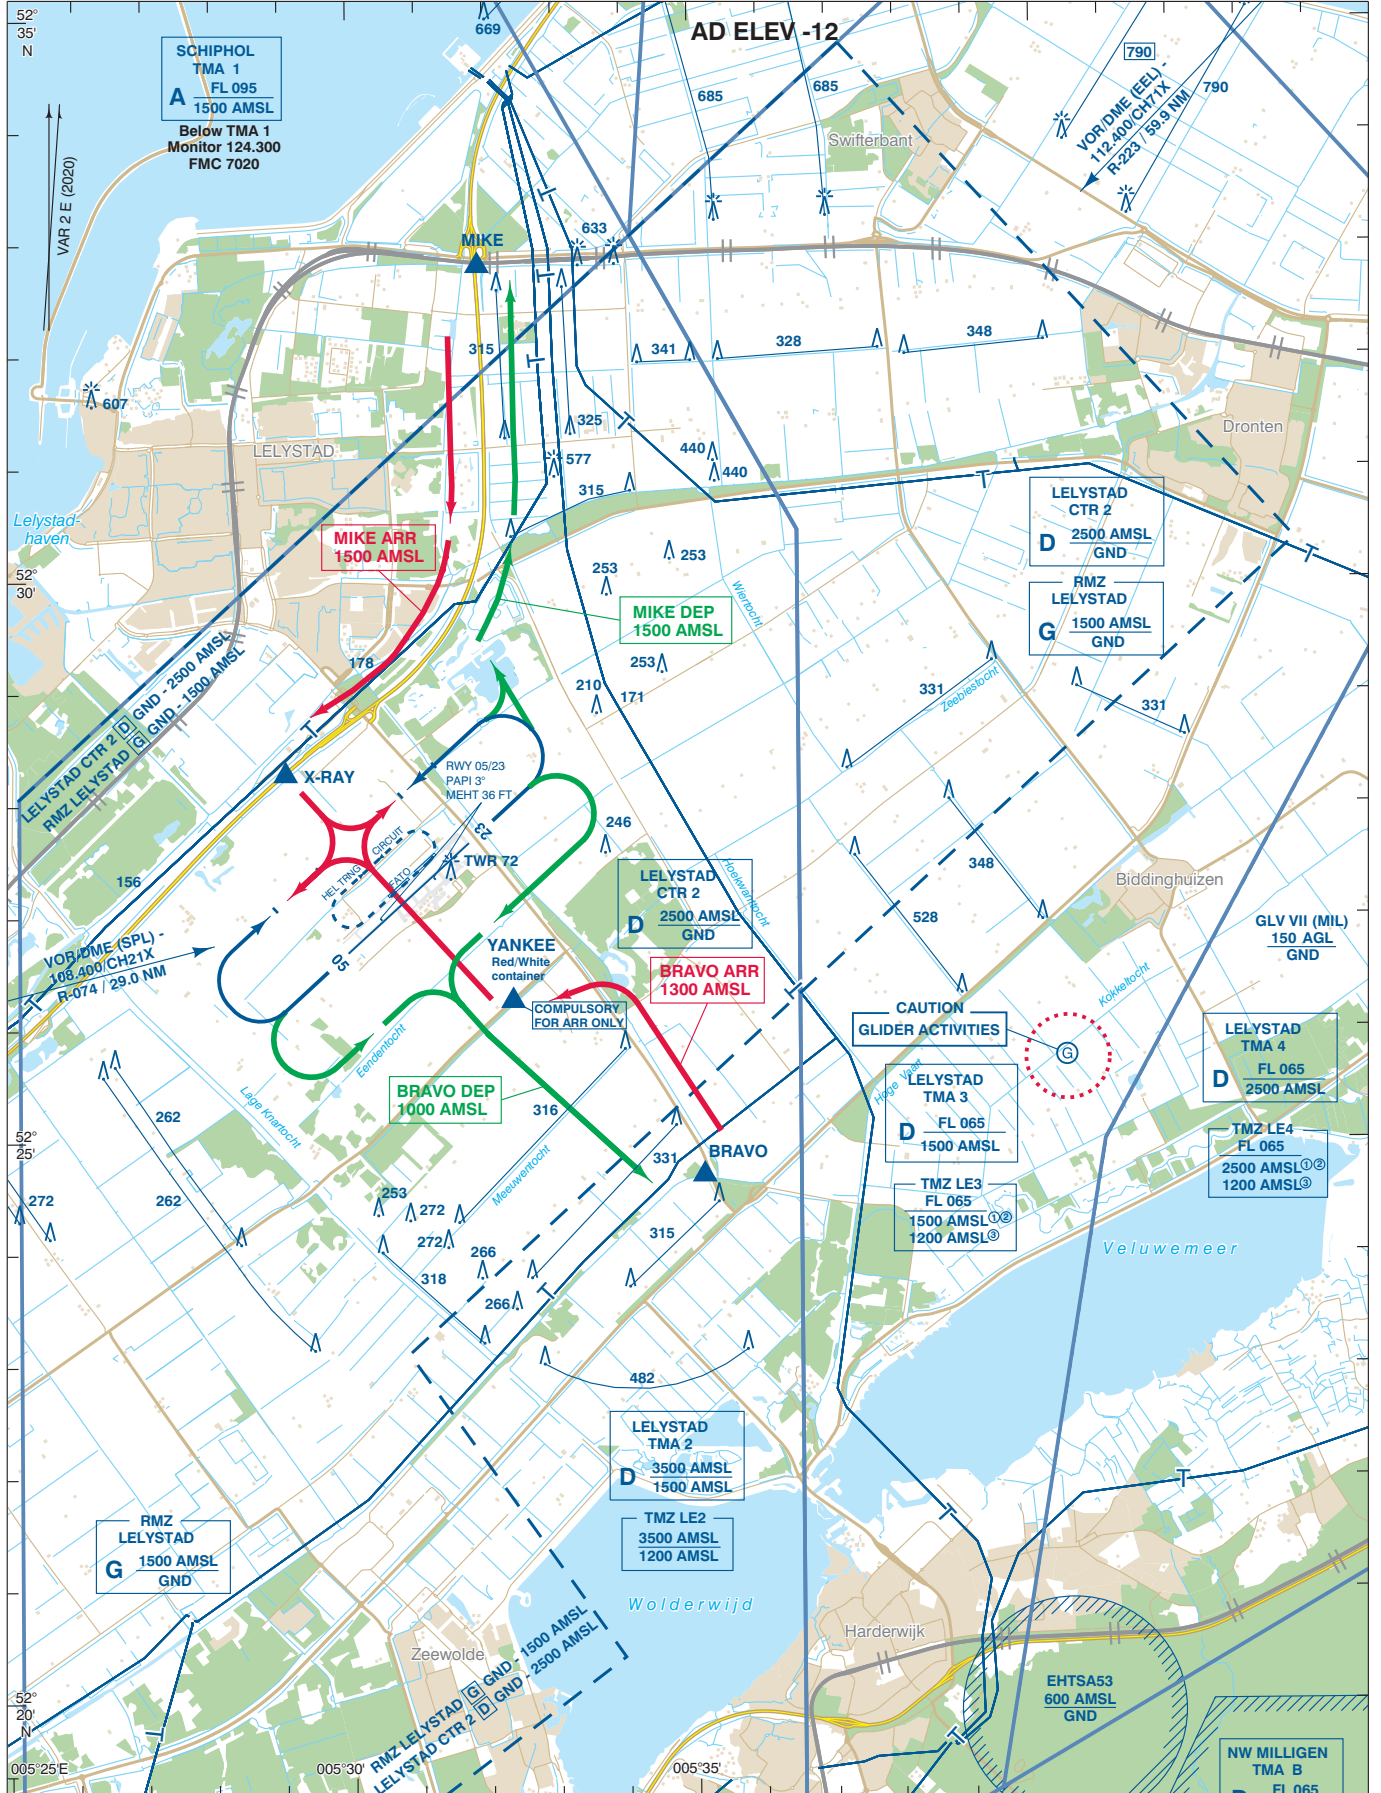 52°
35'
N
AD ELEV -12
669
SCHIPHOL
TMA 1
A FL 095
1500 AMSL
Below TMA 1
Monitor 124.300
FMC 7020
VAR 2 E (2020)
685
685
790
790
VOR/DME (EEL) -
112.400/CH71X
R-223 / 59.9 NM
Swifterbant
MIKE
633
315
341
328
348
607
LELYSTAD
325
577
315
440
440
Dronten
Lelystad-
haven
MIKE ARR
1500 AMSL
LELYSTAD
CTR 2
D 2500 AMSL
GND
253
253
52°
30'
RMZ
LELYSTAD
G 1500 AMSL
GND
MIKE DEP
1500 AMSL
Wiertocht
178
253
210
171
331
Zeebiestocht
331
LELYSTAD CTR 2 D GND - 2500 AMSL
RMZ LELYSTAD G GND - 1500 AMSL
X-RAY
RWY 05/23
PAPI 3°
MEHT 36 FT
23
246
CIRCUIT
HEL TRNG
FATO
TWR 72
348
528
156
LELYSTAD
CTR 2
D 2500 AMSL
GND
Hoekwanttocht
Biddinghuizen
GLV VII (MIL)
150 AGL
GND
VOR/DME (SPL) -
108.400/CH21X
R-074 / 29.0 NM
05
YANKEE
Red/White
container
BRAVO ARR
1300 AMSL
COMPULSORY
FOR ARR ONLY
Kokkeltocht
CAUTION
GLIDER ACTIVITIES
G
LELYSTAD
TMA 4
D FL 065
2500 AMSL
Eendentocht
Hoge Vaart
LELYSTAD
TMA 3
D FL 065
1500 AMSL
BRAVO DEP
1000 AMSL
316
262
Lage Knartocht
52°
25'
331
BRAVO
TMZ LE4
FL 065
2500 AMSL①②
1200 AMSL③
Meeuwentocht
TMZ LE3
FL 065
1500 AMSL①②
1200 AMSL③
272
262
253
272
272
266
315
318
266
Veluwemeer
482
LELYSTAD
TMA 2
D 3500 AMSL
1500 AMSL
TMZ LE2
3500 AMSL
1200 AMSL
RMZ
LELYSTAD
G 1500 AMSL
GND
Wolderwijd
Harderwijk
Zeewolde
RMZ LELYSTAD G GND - 1500 AMSL
LELYSTAD CTR 2 D GND - 2500 AMSL
EHTSA53
600 AMSL
GND
52°
20'
N
NW MILLIGEN
TMA B
D FL 065
005°25'E
005°30'
005°35'